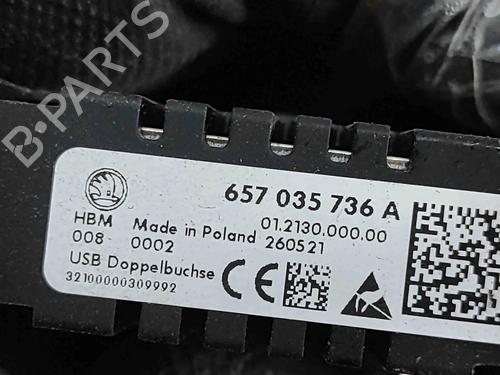 B-PARTS
657 035 736 A
HBM Made in Poland 01.2130.000.00
008 0002 260521
USB Doppelbuchse CE
32100000309992